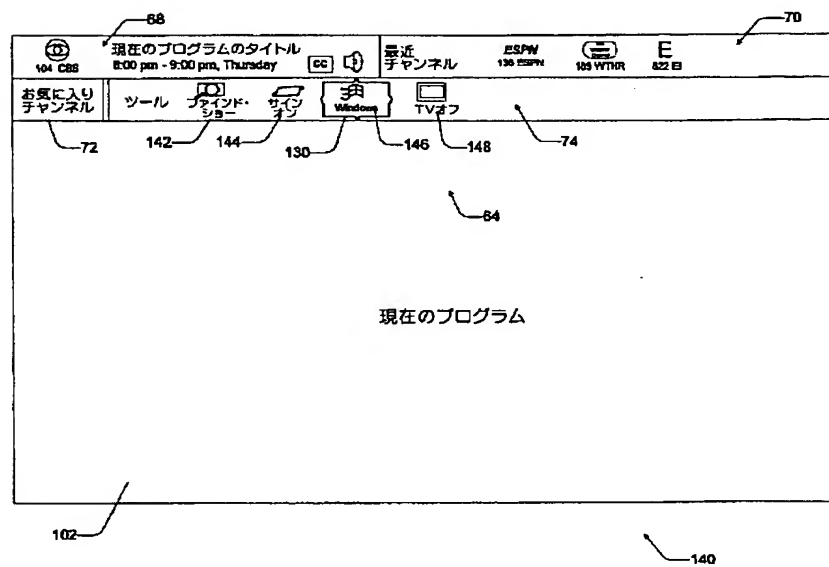 68
70
現在のプログラムのタイトル
8:00 pm - 9:00 pm, Thursday
CC
104 CBS
最近
チャンネル
ESPN
136 ESPN
185 WTHR
E
822 E!
お気に入り
チャンネル
ツール
ファインド・
ショー
サイン
オン
Windows
TVオフ
72
142
144
130
146
148
74
64
現在のプログラム
102
140